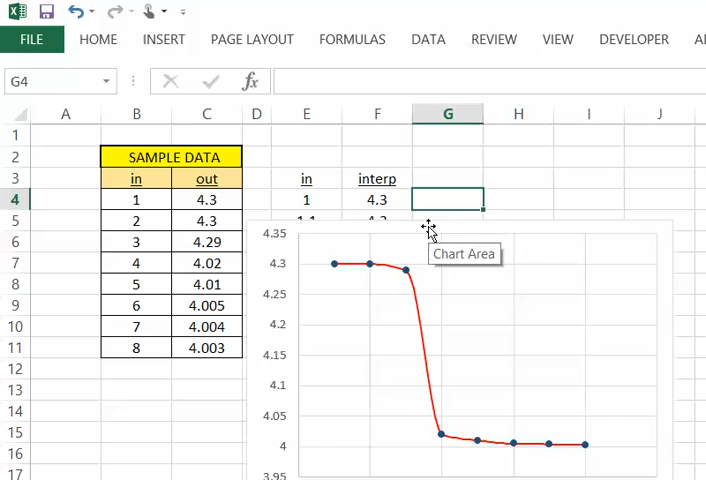 FILE HOME INSERT PAGE LAYOUT FORMULAS DATA REVIEW VIEW DEVELOPER
G4 fx
A B C D E F G H I J
1
2 SAMPLE DATA
3 in out in interp
4 1 4.3 1 4.3
5 2 4.3 1.1 4.3
6 3 4.29
7 4 4.02
8 5 4.01
9 6 4.005
10 7 4.004
11 8 4.003
12
13
14
15
16
17
Chart Area
4.35
4.3
4.25
4.2
4.15
4.1
4.05
4
3.95